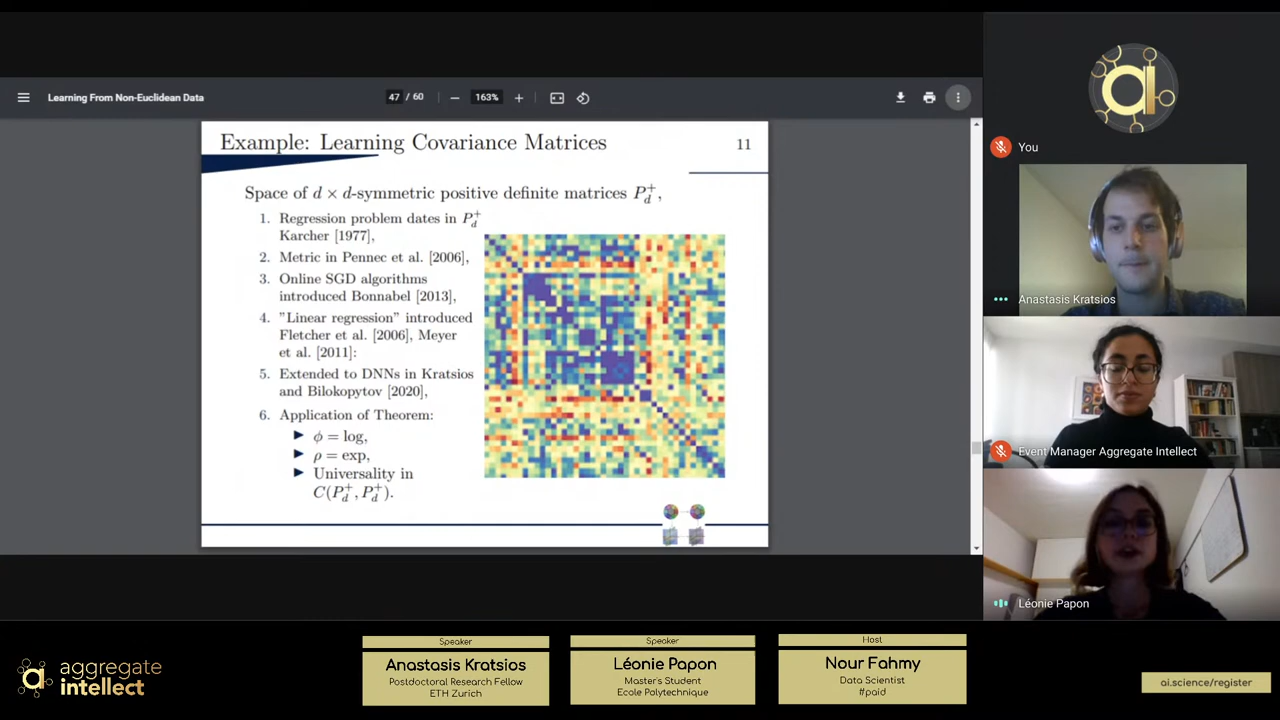 Learning From Non-Euclidean Data
47 / 60
163%
Example: Learning Covariance Matrices
11
Space of d × d-symmetric positive definite matrices P_d^+,
1. Regression problem dates in P_d^+
Karcher [1977],
2. Metric in Pennec et al. [2006],
3. Online SGD algorithms
introduced Bonnabel [2013],
4. "Linear regression" introduced
Fletcher et al. [2006], Meyer
et al. [2011]:
5. Extended to DNNs in Kratsios
and Bilokopytov [2020],
6. Application of Theorem:
▶ ϕ = log,
▶ ρ = exp,
▶ Universality in
C(P_d^+, P_d^+).
You
Anastasis Kratsios
Event Manager Aggregate Intellect
Léonie Papon
aggregate
intellect
Speaker
Anastasis Kratsios
Postdoctoral Research Fellow
ETH Zurich
Speaker
Léonie Papon
Master's Student
Ecole Polytechnique
Host
Nour Fahmy
Data Scientist
#paid
ai.science/register